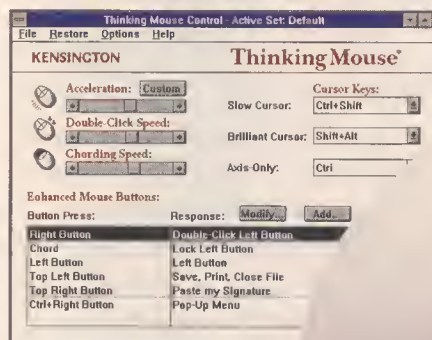 Thinking Mouse Control - Active Set: Default
File Restore Options Help
KENSINGTON ThinkingMouse®
Acceleration: Custom
Double-Click Speed:
Chording Speed:
Cursor Keys:
Slow Cursor: Ctrl+Shift
Brilliant Cursor: Shift+Alt
Axis-Only: Ctrl
Enhanced Mouse Buttons:
Button Press: Response: Modify... Add...
Right Button Double-Click Left Button
Chord Lock Left Button
Left Button Left Button
Top Left Button Save, Print, Close File
Top Right Button Paste my Signature
Ctrl+Right Button Pop-Up Menu